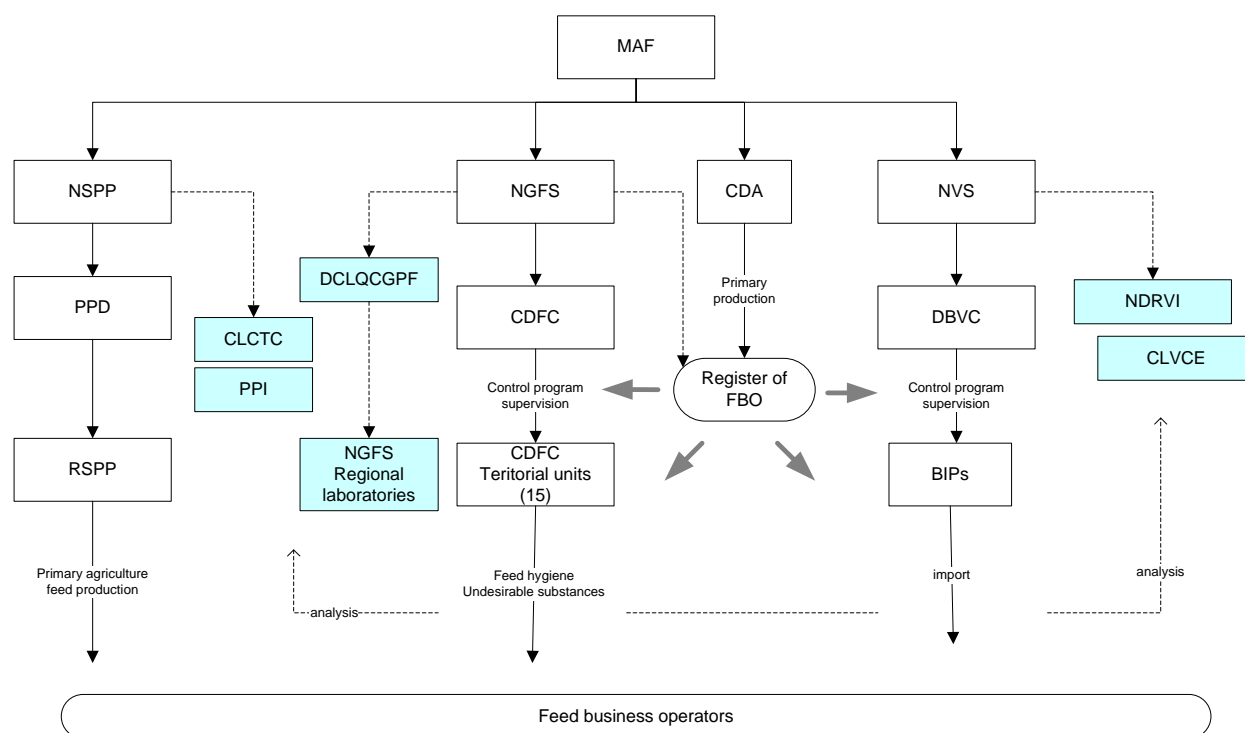 MAF
NSPP
NGFS
CDA
NVS
DCLQCGPF
PPD
CDFC
Primary
production
DBVC
NDRVI
CLCTC
CLVCE
PPI
Register of
FBO
Control program
supervision
Control program
supervision
RSPP
NGFS
Regional
laboratories
CDFC
Teritorial units
(15)
BIPs
Primary agriculture
feed production
Feed hygiene
Undesirable substances
import
analysis
analysis
Feed business operators